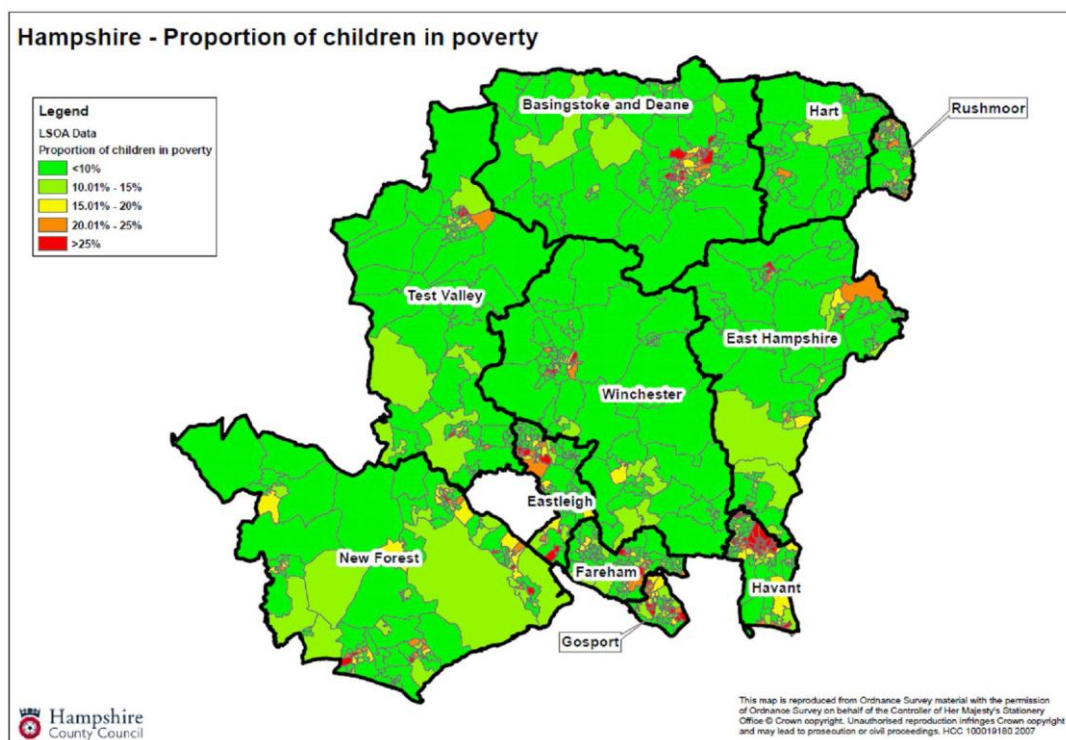 Hampshire - Proportion of children in poverty
Legend
LSOA Data
Proportion of children in poverty
<10%
10.01% - 15%
15.01% - 20%
20.01% - 25%
>25%
Basingstoke and Deane
Hart
Rushmoor
Test Valley
East Hampshire
Winchester
Eastleigh
New Forest
Fareham
Havant
Gosport
Hampshire
County Council
This map is reproduced from Ordnance Survey material with the permission
of Ordnance Survey on behalf of the Controller of Her Majesty's Stationery
Office © Crown copyright. Unauthorised reproduction infringes Crown copyright
and may lead to prosecution or civil proceedings. HCC 100019180 2007